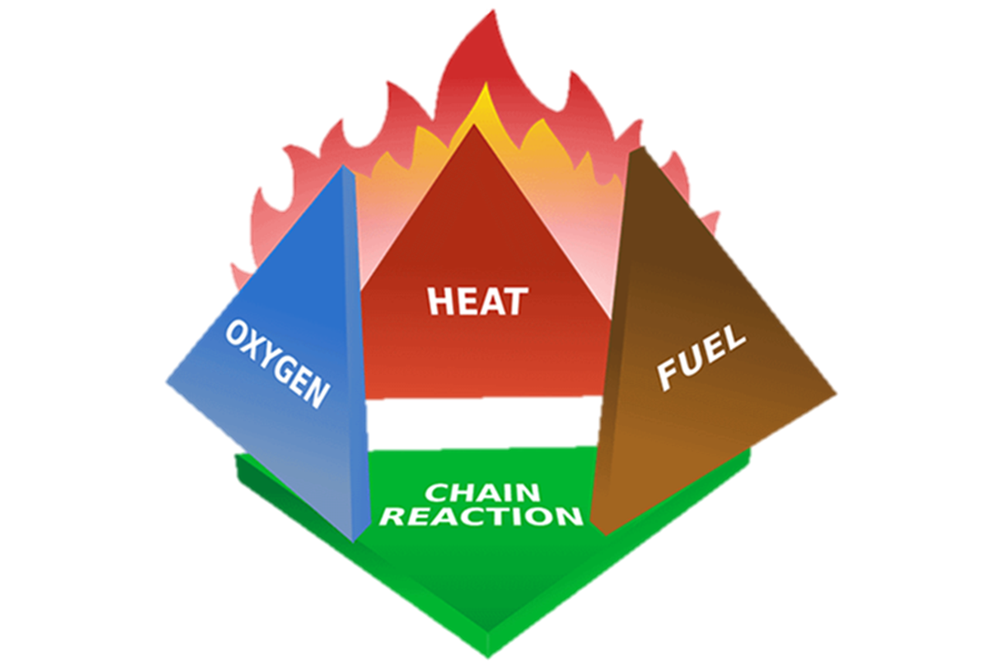 HEAT
OXYGEN
FUEL
CHAIN
REACTION